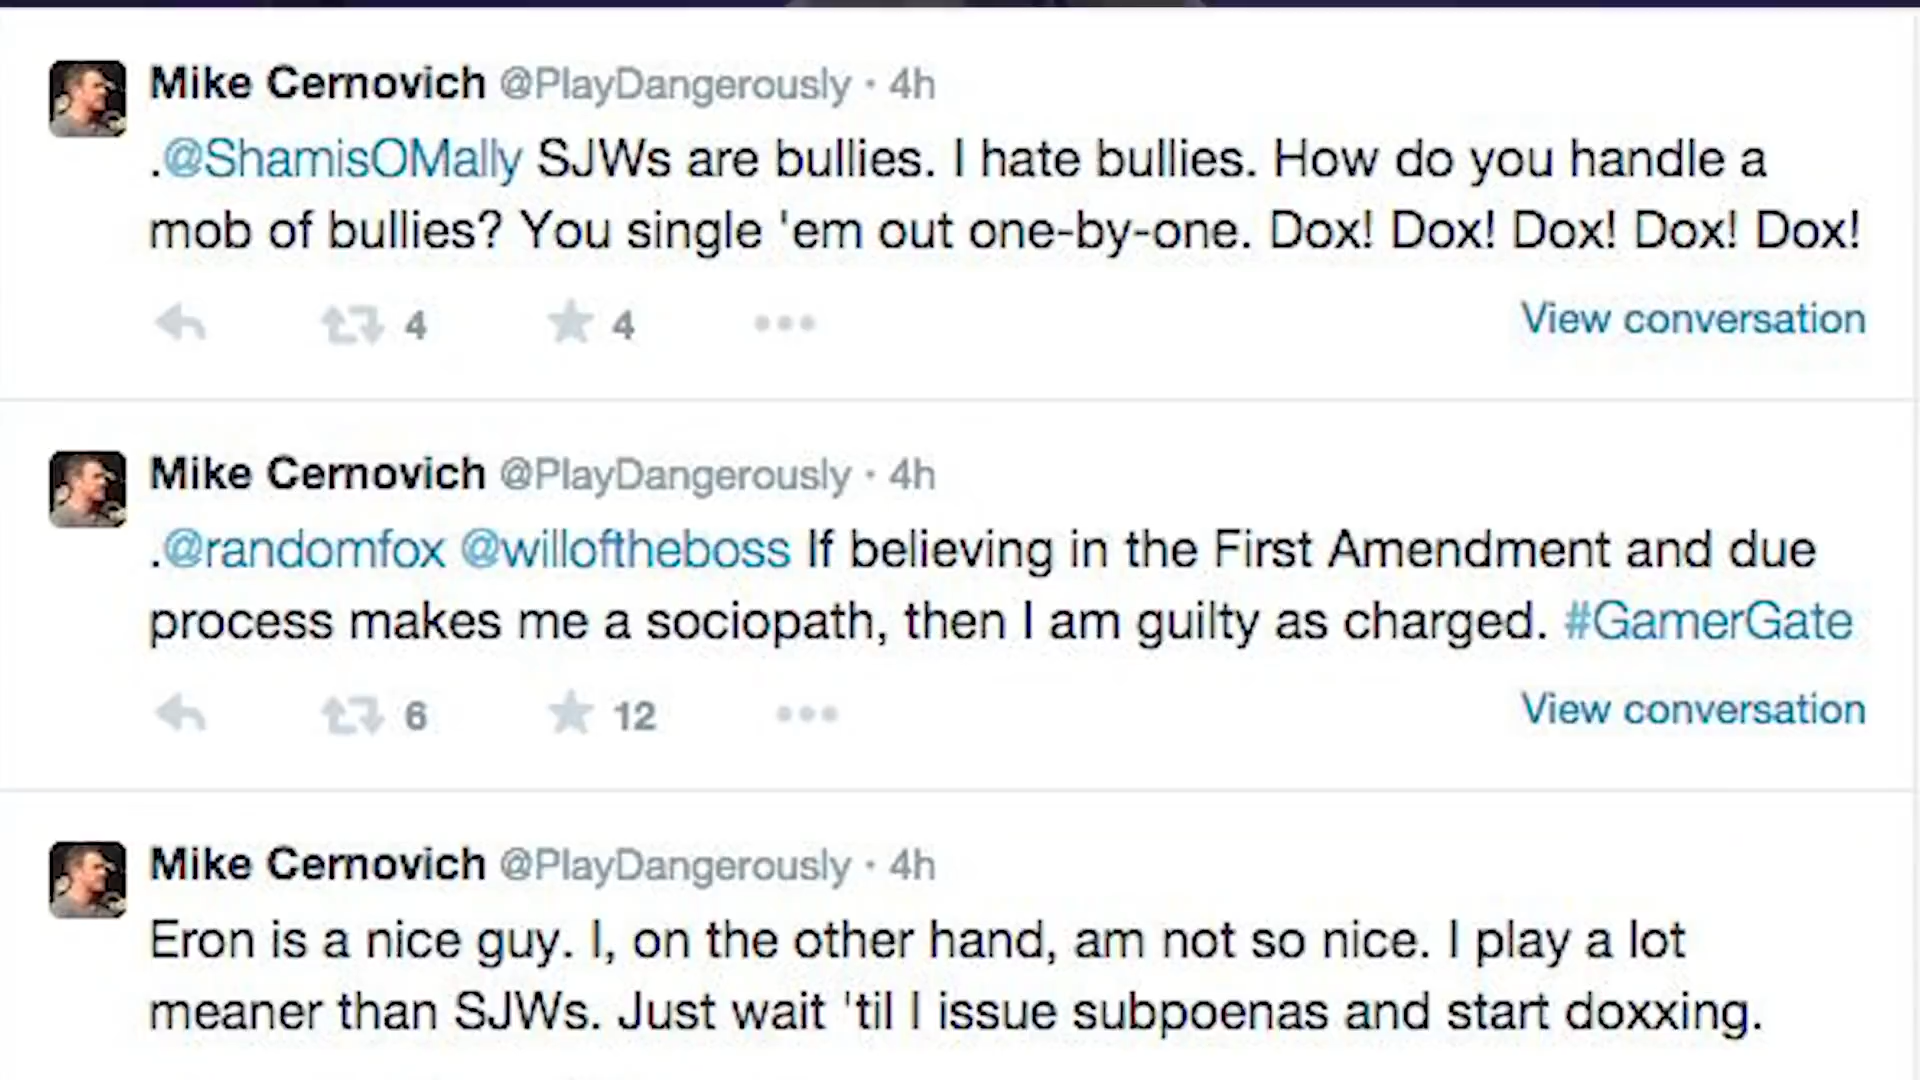 Mike Cernovich @PlayDangerously · 4h
.@ShamisOMally SJWs are bullies. I hate bullies. How do you handle a
mob of bullies? You single 'em out one-by-one. Dox! Dox! Dox! Dox! Dox!
4 4 View conversation
Mike Cernovich @PlayDangerously · 4h
.@randomfox @willoftheboss If believing in the First Amendment and due
process makes me a sociopath, then I am guilty as charged. #GamerGate
6 12 View conversation
Mike Cernovich @PlayDangerously · 4h
Eron is a nice guy. I, on the other hand, am not so nice. I play a lot
meaner than SJWs. Just wait 'til I issue subpoenas and start doxxing.